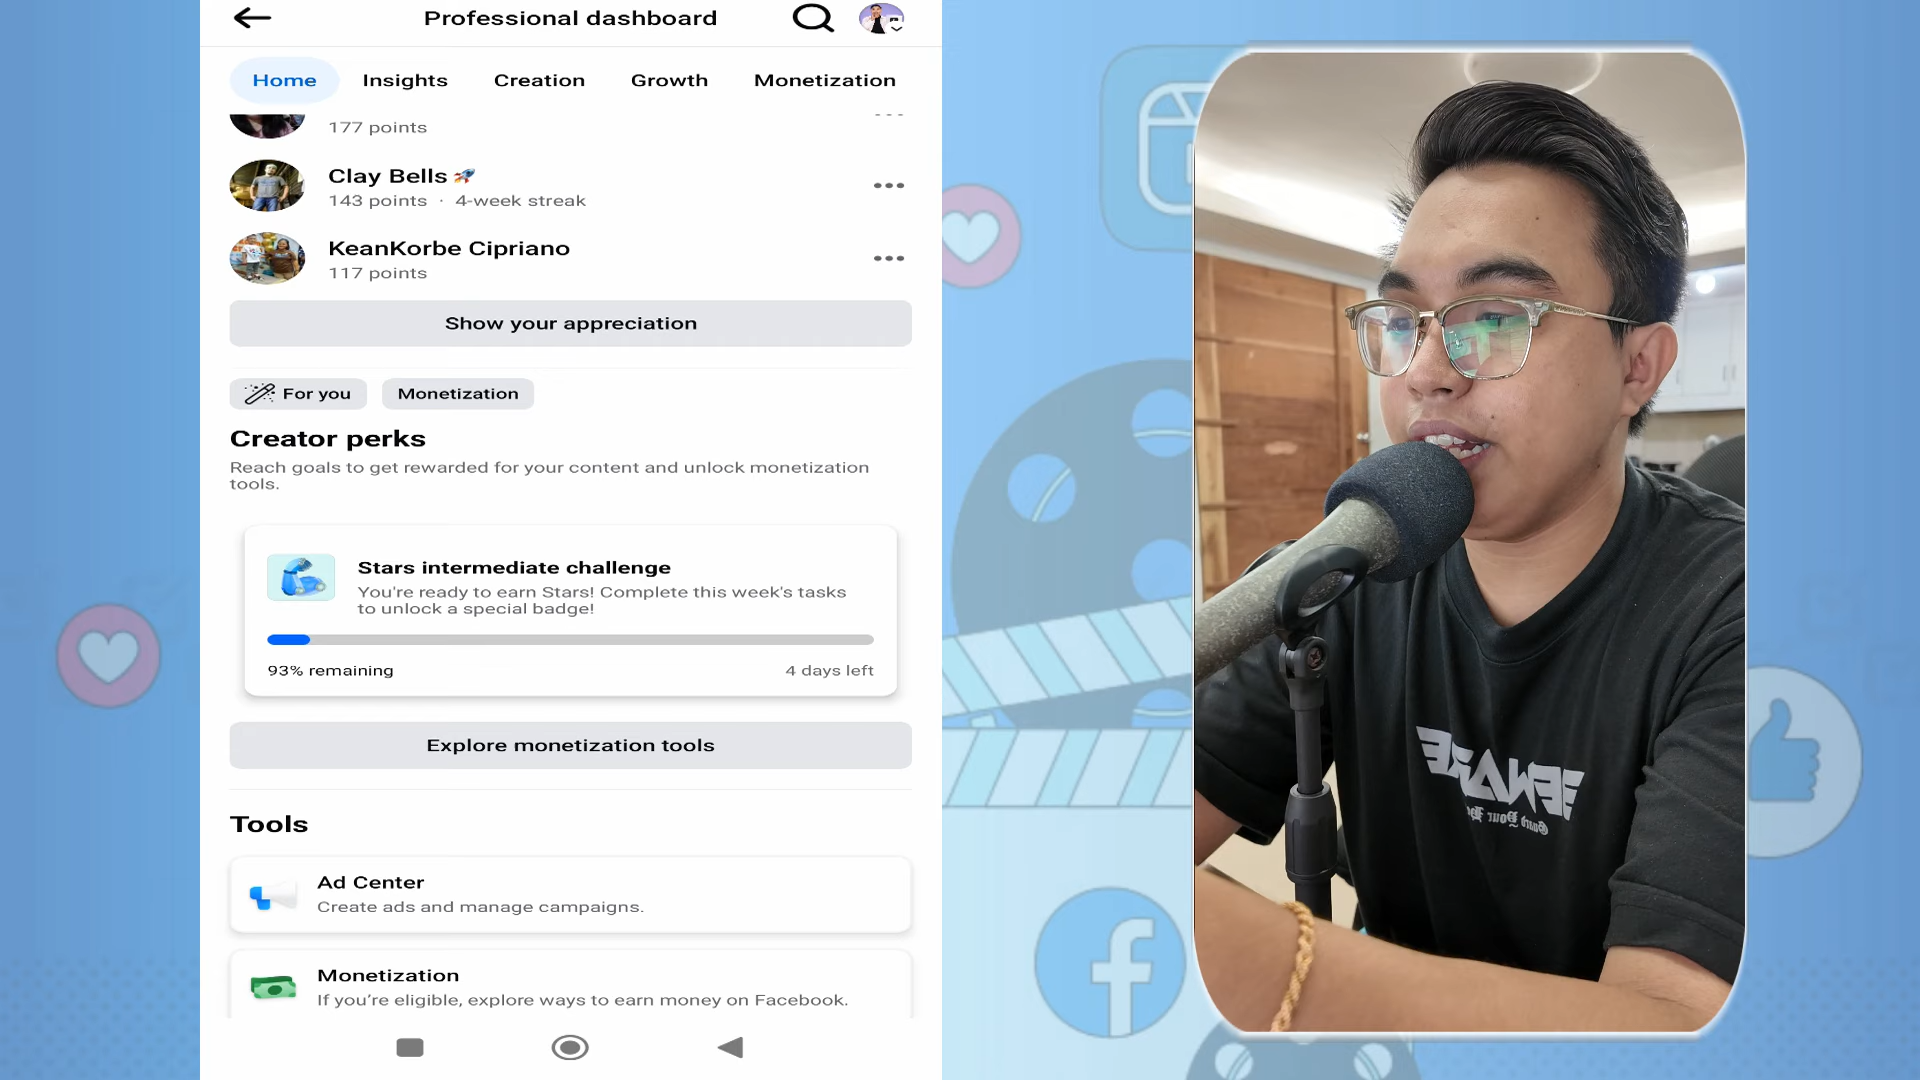 Professional dashboard
Home Insights Creation Growth Monetization
177 points
Clay Bells 🚀
143 points · 4-week streak
KeanKorbe Cipriano
117 points
Show your appreciation
For you Monetization
Creator perks
Reach goals to get rewarded for your content and unlock monetization
tools.
Stars intermediate challenge
You're ready to earn Stars! Complete this week's tasks
to unlock a special badge!
93% remaining 4 days left
Explore monetization tools
Tools
Ad Center
Create ads and manage campaigns.
Monetization
If you’re eligible, explore ways to earn money on Facebook.